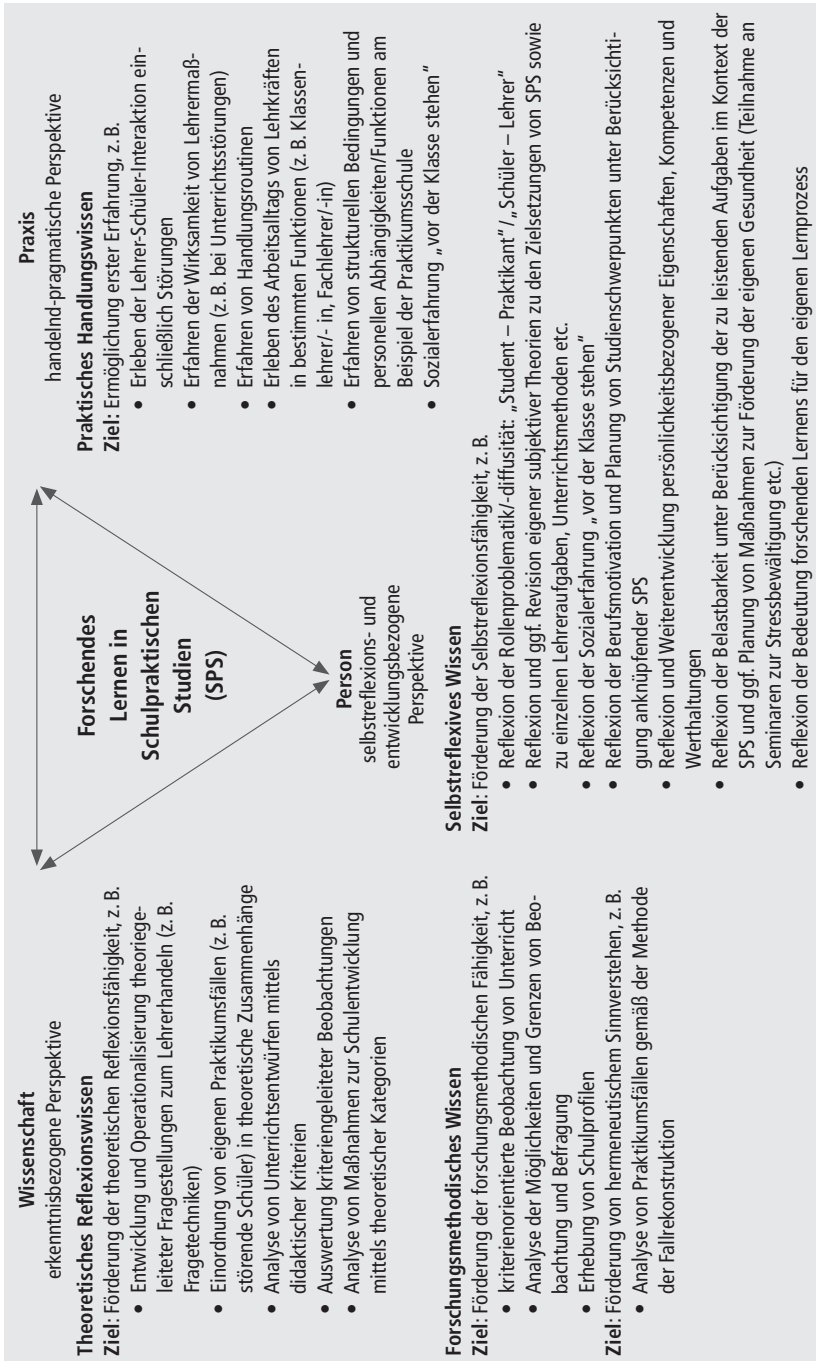 Wissenschaft
erkenntnisbezogene Perspektive
Theoretisches Reflexionswissen
Ziel: Förderung der theoretischen Reflexionsfähigkeit, z. B.
• Entwicklung und Operationalisierung theoriege-
leiteter Fragestellungen zum Lehrerhandeln (z. B.
Fragetechniken)
• Einordnung von eigenen Praktikumsfällen (z. B.
störende Schüler) in theoretische Zusammenhänge
• Analyse von Unterrichtsentwürfen mittels
didaktischer Kriterien
• Auswertung kriteriengeleiteter Beobachtungen
• Analyse von Maßnahmen zur Schulentwicklung
mittels theoretischer Kategorien
Forschendes
Lernen in
Schulpraktischen
Studien
(SPS)
Praxis
handelnd-pragmatische Perspektive
Praktisches Handlungswissen
Ziel: Ermöglichung erster Erfahrung, z. B.
• Erleben der Lehrer-Schüler-Interaktion ein-
schließlich Störungen
• Erfahren der Wirksamkeit von Lehrermaß-
nahmen (z. B. bei Unterrichtsstörungen)
• Erfahren von Handlungsroutinen
• Erleben des Arbeitsalltags von Lehrkräften
in bestimmten Funktionen (z. B. Klassen-
lehrer/- in, Fachlehrer/-in)
• Erfahren von strukturellen Bedingungen und
personellen Abhängigkeiten/Funktionen am
Beispiel der Praktikumsschule
• Sozialerfahrung „vor der Klasse stehen“
Person
selbstreflexions- und
entwicklungsbezogene
Perspektive
Forschungsmethodisches Wissen
Ziel: Förderung der forschungsmethodischen Fähigkeit, z. B.
• kriterienorientierte Beobachtung von Unterricht
• Analyse der Möglichkeiten und Grenzen von Beo-
bachtung und Befragung
• Erhebung von Schulprofilen
Ziel: Förderung von hermeneutischem Sinnverstehen, z. B.
• Analyse von Praktikumsfällen gemäß der Methode
der Fallrekonstruktion
Selbstreflexives Wissen
Ziel: Förderung der Selbstreflexionsfähigkeit, z. B.
• Reflexion der Rollenproblematik/-diffusität: „Student – Praktikant“/„Schüler – Lehrer“
• Reflexion und ggf. Revision eigener subjektiver Theorien zu den Zielsetzungen von SPS sowie
zu einzelnen Lehreraufgaben, Unterrichtsmethoden etc.
• Reflexion der Sozialerfahrung „vor der Klasse stehen“
• Reflexion der Berufsmotivation und Planung von Studienschwerpunkten unter Berücksichti-
gung anknüpfender SPS
• Reflexion und Weiterentwicklung persönlichkeitsbezogener Eigenschaften, Kompetenzen und
Werthaltungen
• Reflexion der Belastbarkeit unter Berücksichtigung der zu leistenden Aufgaben im Kontext der
SPS und ggf. Planung von Maßnahmen zur Förderung der eigenen Gesundheit (Teilnahme an
Seminaren zur Stressbewältigung etc.)
• Reflexion der Bedeutung forschenden Lernens für den eigenen Lernprozess